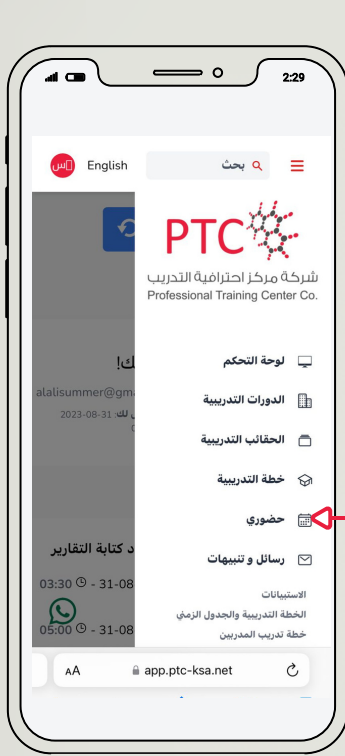 2:29
بحث
English
PTC
شركة مركز احترافية التدريب
Professional Training Center Co.
لوحة التحكم
الدورات التدريبية
الحقائب التدريبية
خطة التدريبية
حضوري
رسائل و تنبيهات
الاستبيانات
الخطة التدريبية والجدول الزمني
خطة تدريب المدربين
ك!
alalisummer@gma
ل لك: 31-08-2023
د كتابة التقارير
03:30 - 31-08
05:00 - 31-08
AA
app.ptc-ksa.net